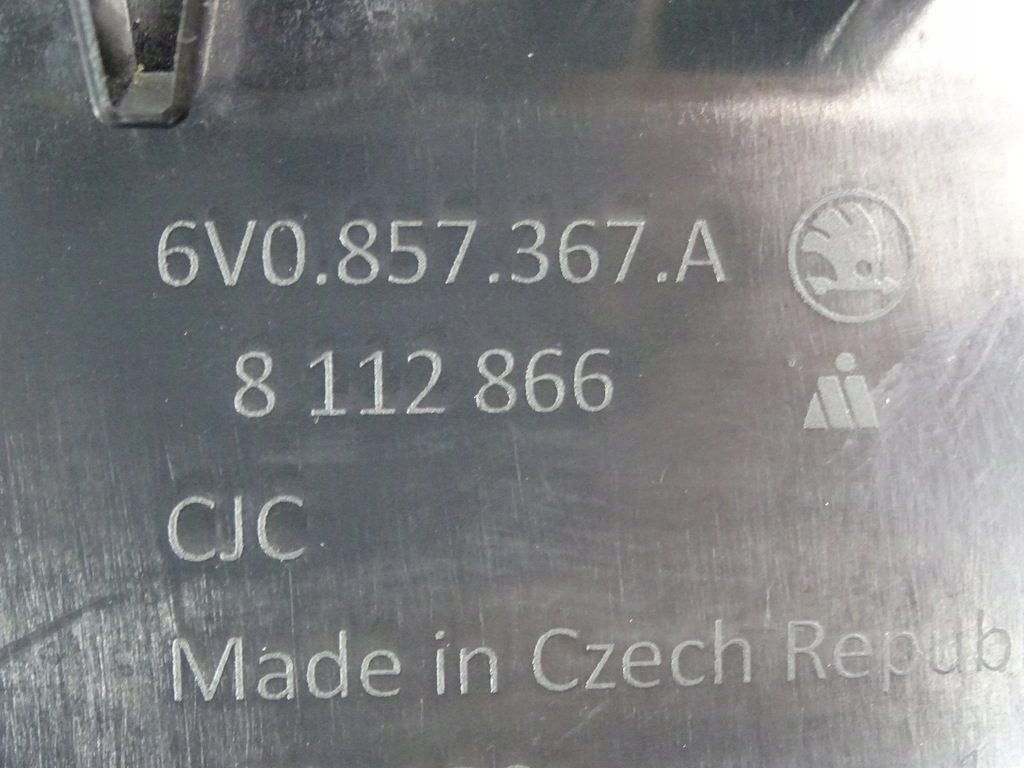 6V0.857.367.A
8 112 866
CJC
Made in Czech Repub